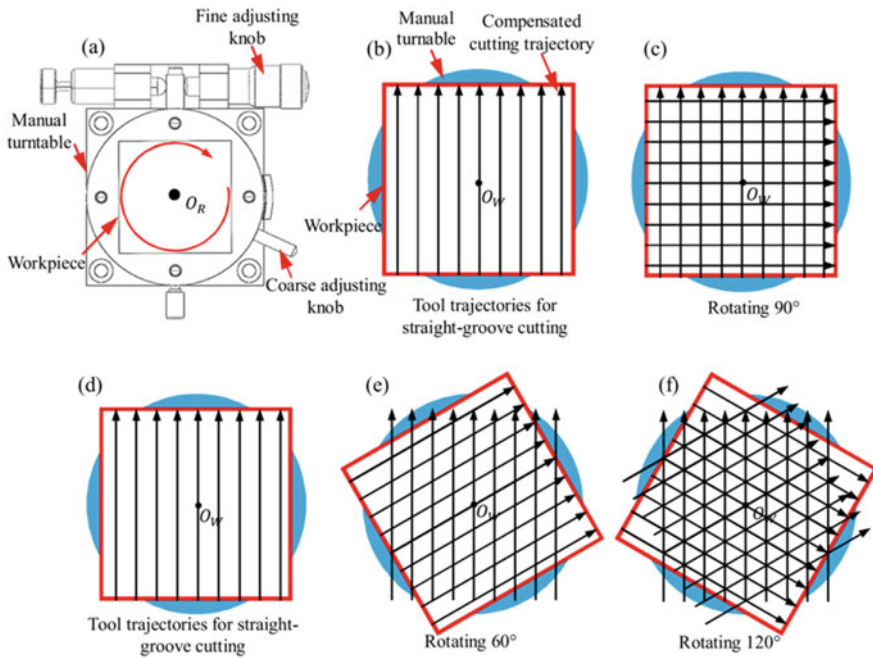 (a)
Fine adjusting
knob
Manual
turntable
O_R
Workpiece
Coarse adjusting
knob
(b)
Manual
turnable
Compensated
cutting trajectory
O_W
Workpiece
Tool trajectories for
straight-groove cutting
(c)
O_W
Rotating 90°
(d)
O_W
Tool trajectories for straight-
groove cutting
(e)
O_W
Rotating 60°
(f)
O_W
Rotating 120°